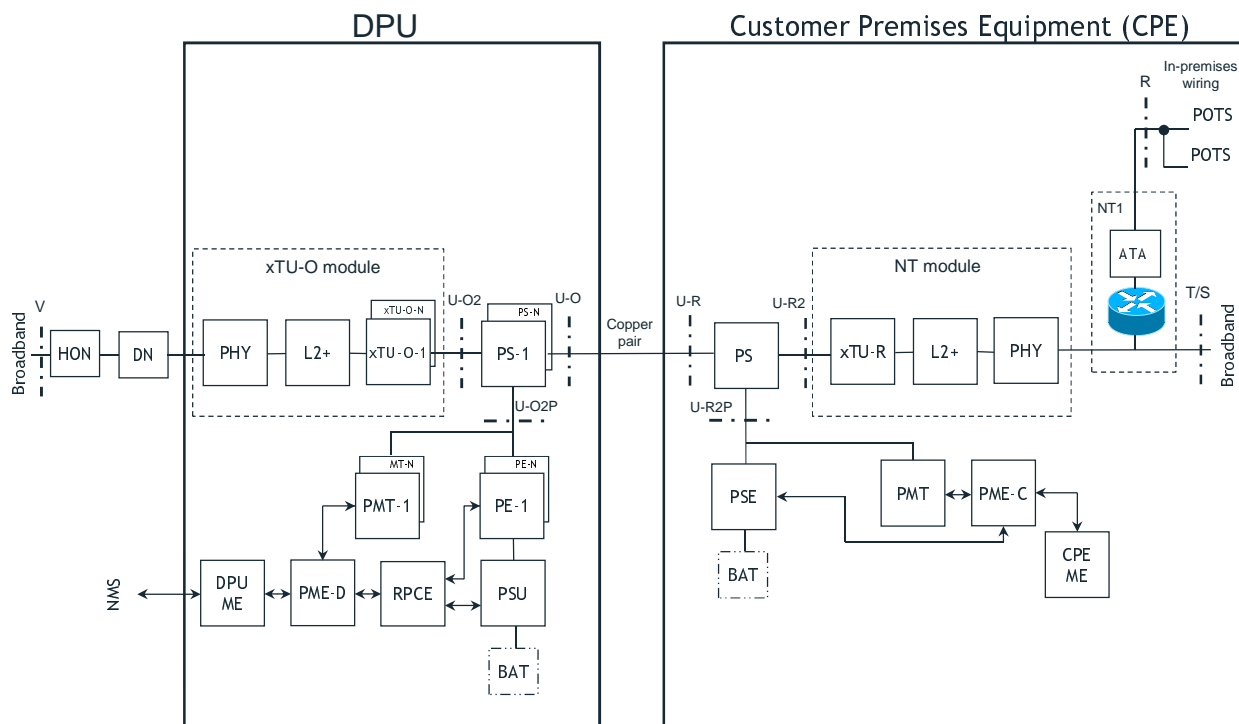 DPU
Customer Premises Equipment (CPE)
In-premises
wiring
R
POTS
POTS
NT1
ATA
xTU-O module
NT module
V
U-O2
U-O
U-R
U-R2
T/S
xTU-O-N
PS-N
Copper
pair
Broadband
HON
DN
PHY
L2+
xTU-O-1
PS-1
PS
xTU-R
L2+
PHY
Broadband
U-O2P
U-R2P
MT-N
PE-N
PMT-1
PE-1
PSE
PMT
PME-C
NMS
DPU
ME
PME-D
RPCE
PSU
BAT
CPE
ME
BAT